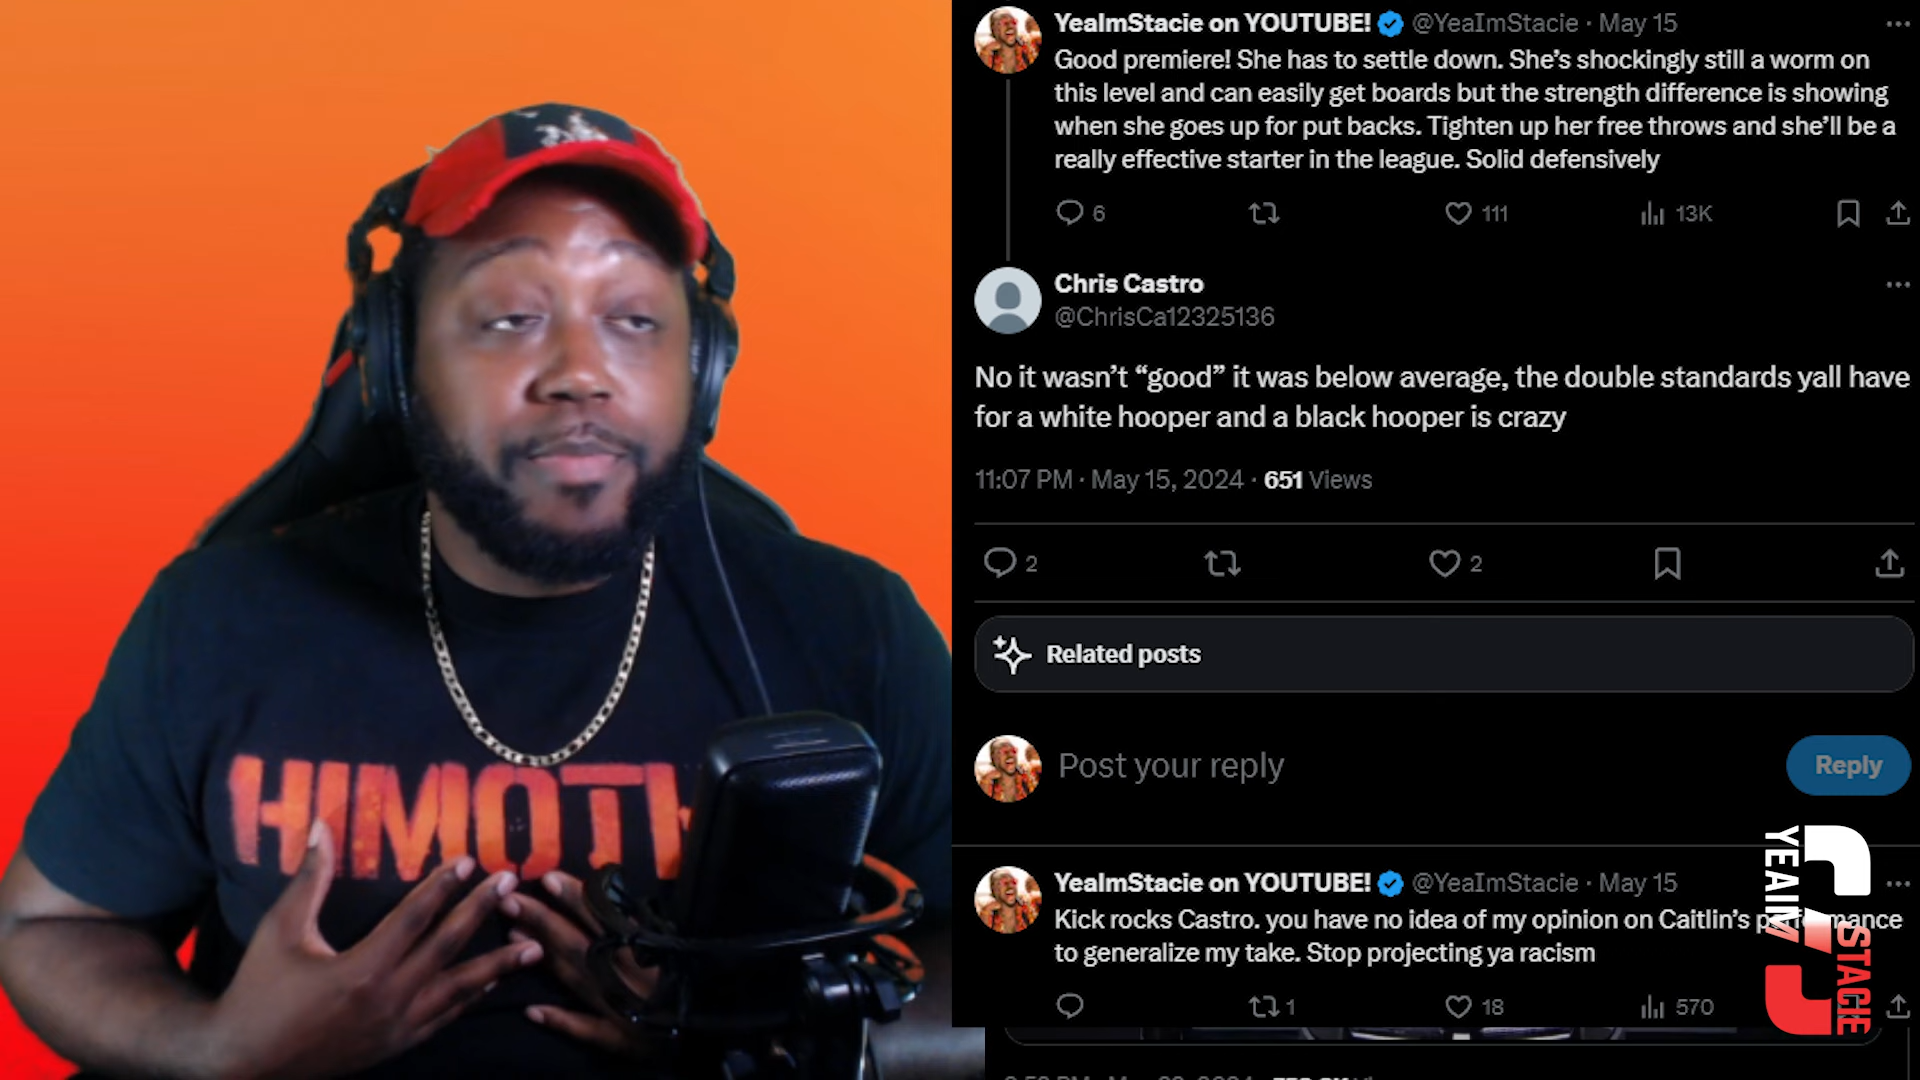 YeaImStacie on YOUTUBE! @YeaImStacie · May 15
Good premiere! She has to settle down. She’s shockingly still a worm on
this level and can easily get boards but the strength difference is showing
when she goes up for put backs. Tighten up her free throws and she’ll be a
really effective starter in the league. Solid defensively
6 111 13K
Chris Castro
@ChrisCa12325136
No it wasn’t “good” it was below average, the double standards yall have
for a white hooper and a black hooper is crazy
11:07 PM · May 15, 2024 · 651 Views
2 2
Related posts
Post your reply
Reply
YeaImStacie on YOUTUBE! @YeaImStacie · May 15
Kick rocks Castro. you have no idea of my opinion on Caitlin’s performance
to generalize my take. Stop projecting ya racism
1 18 570
HIMOTH
YEAIM
STACIE